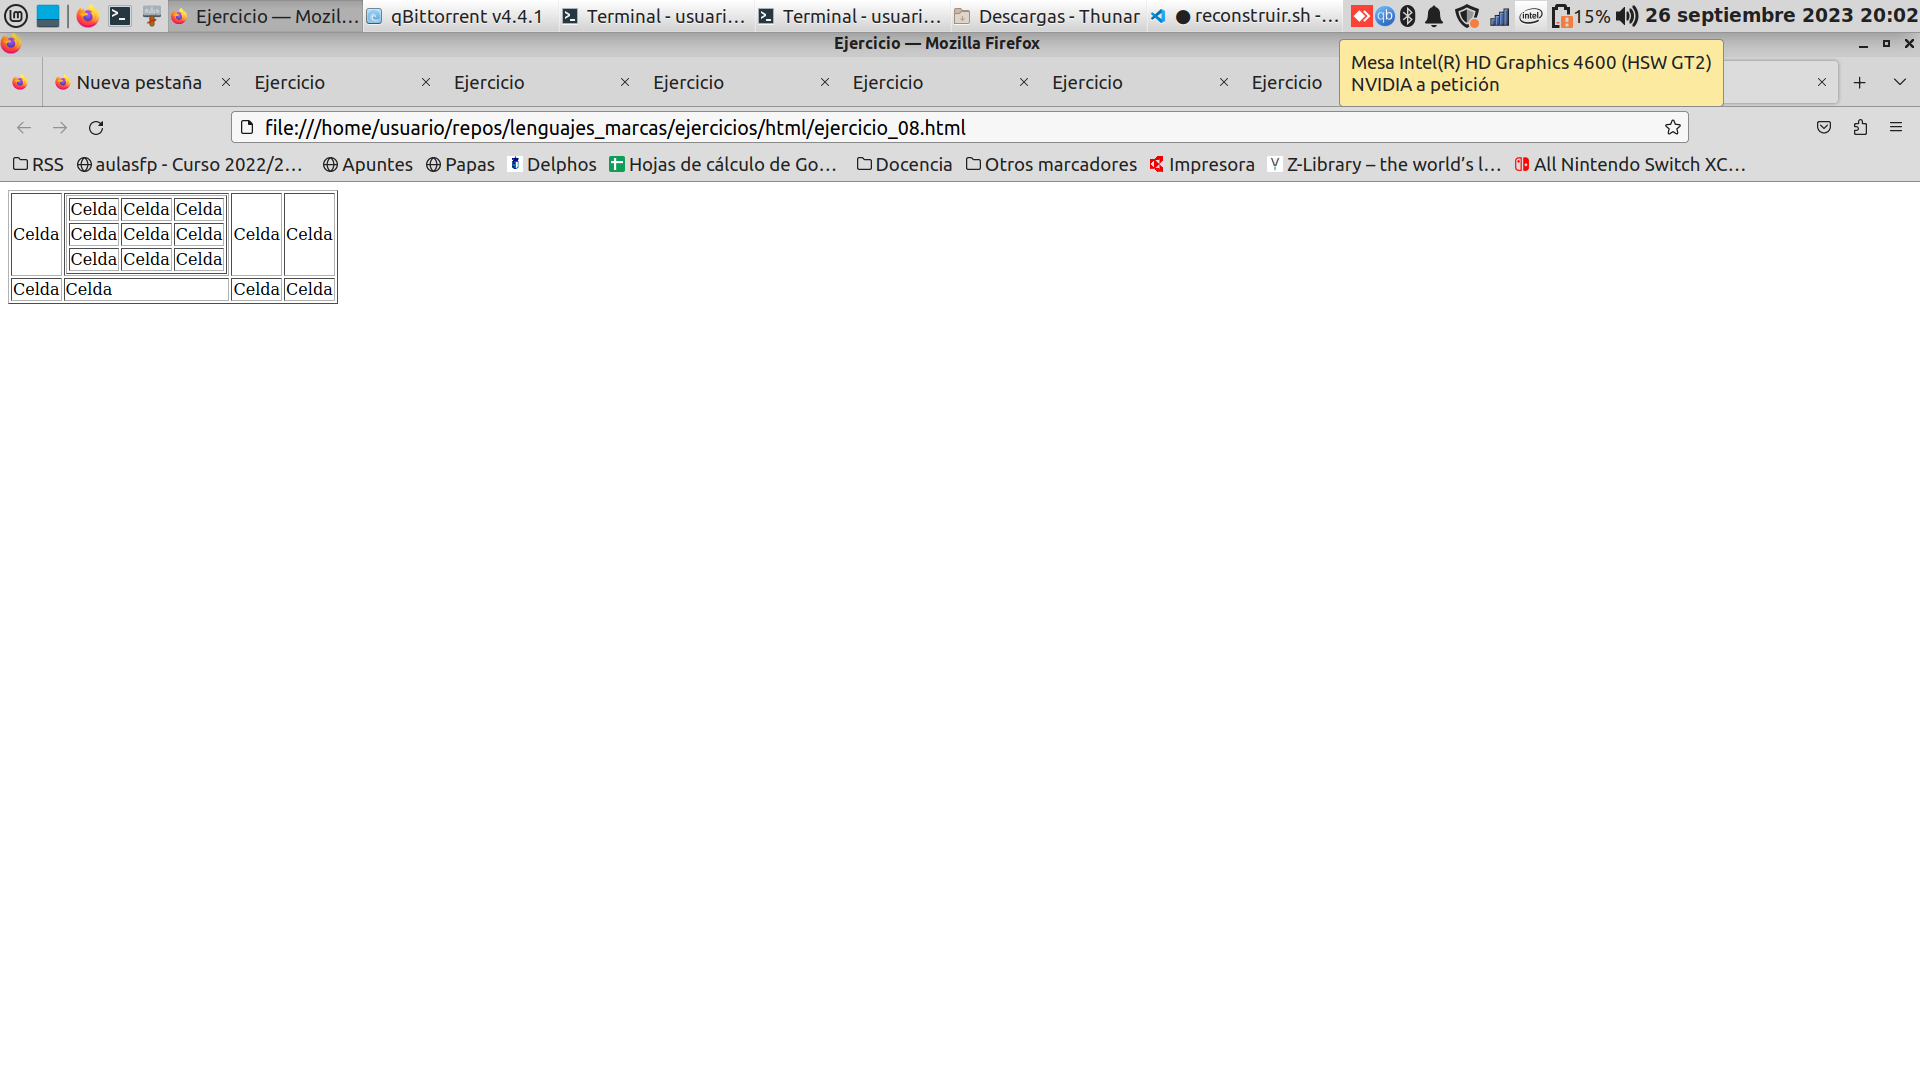 Ejercicio — Mozil... qBittorrent v4.4.1 Terminal - usuari... Terminal - usuari... Descargas - Thunar reconstruir.sh -... qb intel 15% 26 septiembre 2023 20:02
Ejercicio — Mozilla Firefox
Mesa Intel(R) HD Graphics 4600 (HSW GT2)
NVIDIA a petición
Nueva pestaña Ejercicio Ejercicio Ejercicio Ejercicio Ejercicio Ejercicio
file:///home/usuario/repos/lenguajes_marcas/ejercicios/html/ejercicio_08.html
RSS aulasfp - Curso 2022/2... Apuntes Papas Delphos Hojas de cálculo de Go... Docencia Otros marcadores Impresora Z-Library – the world’s l... All Nintendo Switch XC...
Celda Celda Celda
Celda Celda Celda Celda Celda Celda
Celda Celda Celda
Celda Celda Celda Celda